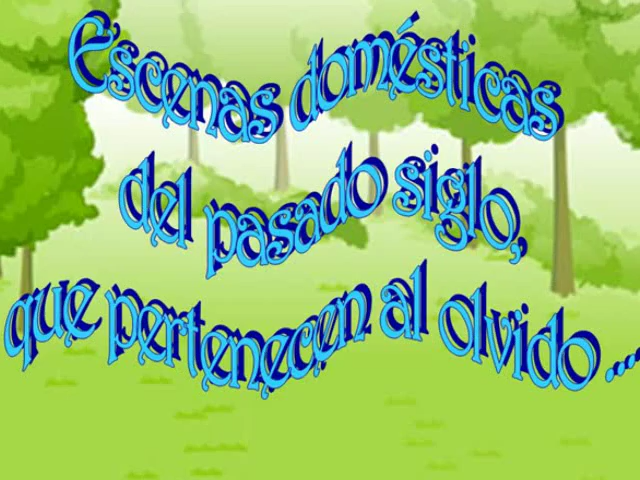 Escenas domésticas
del pasado siglo,
que pertenecen al olvido ...